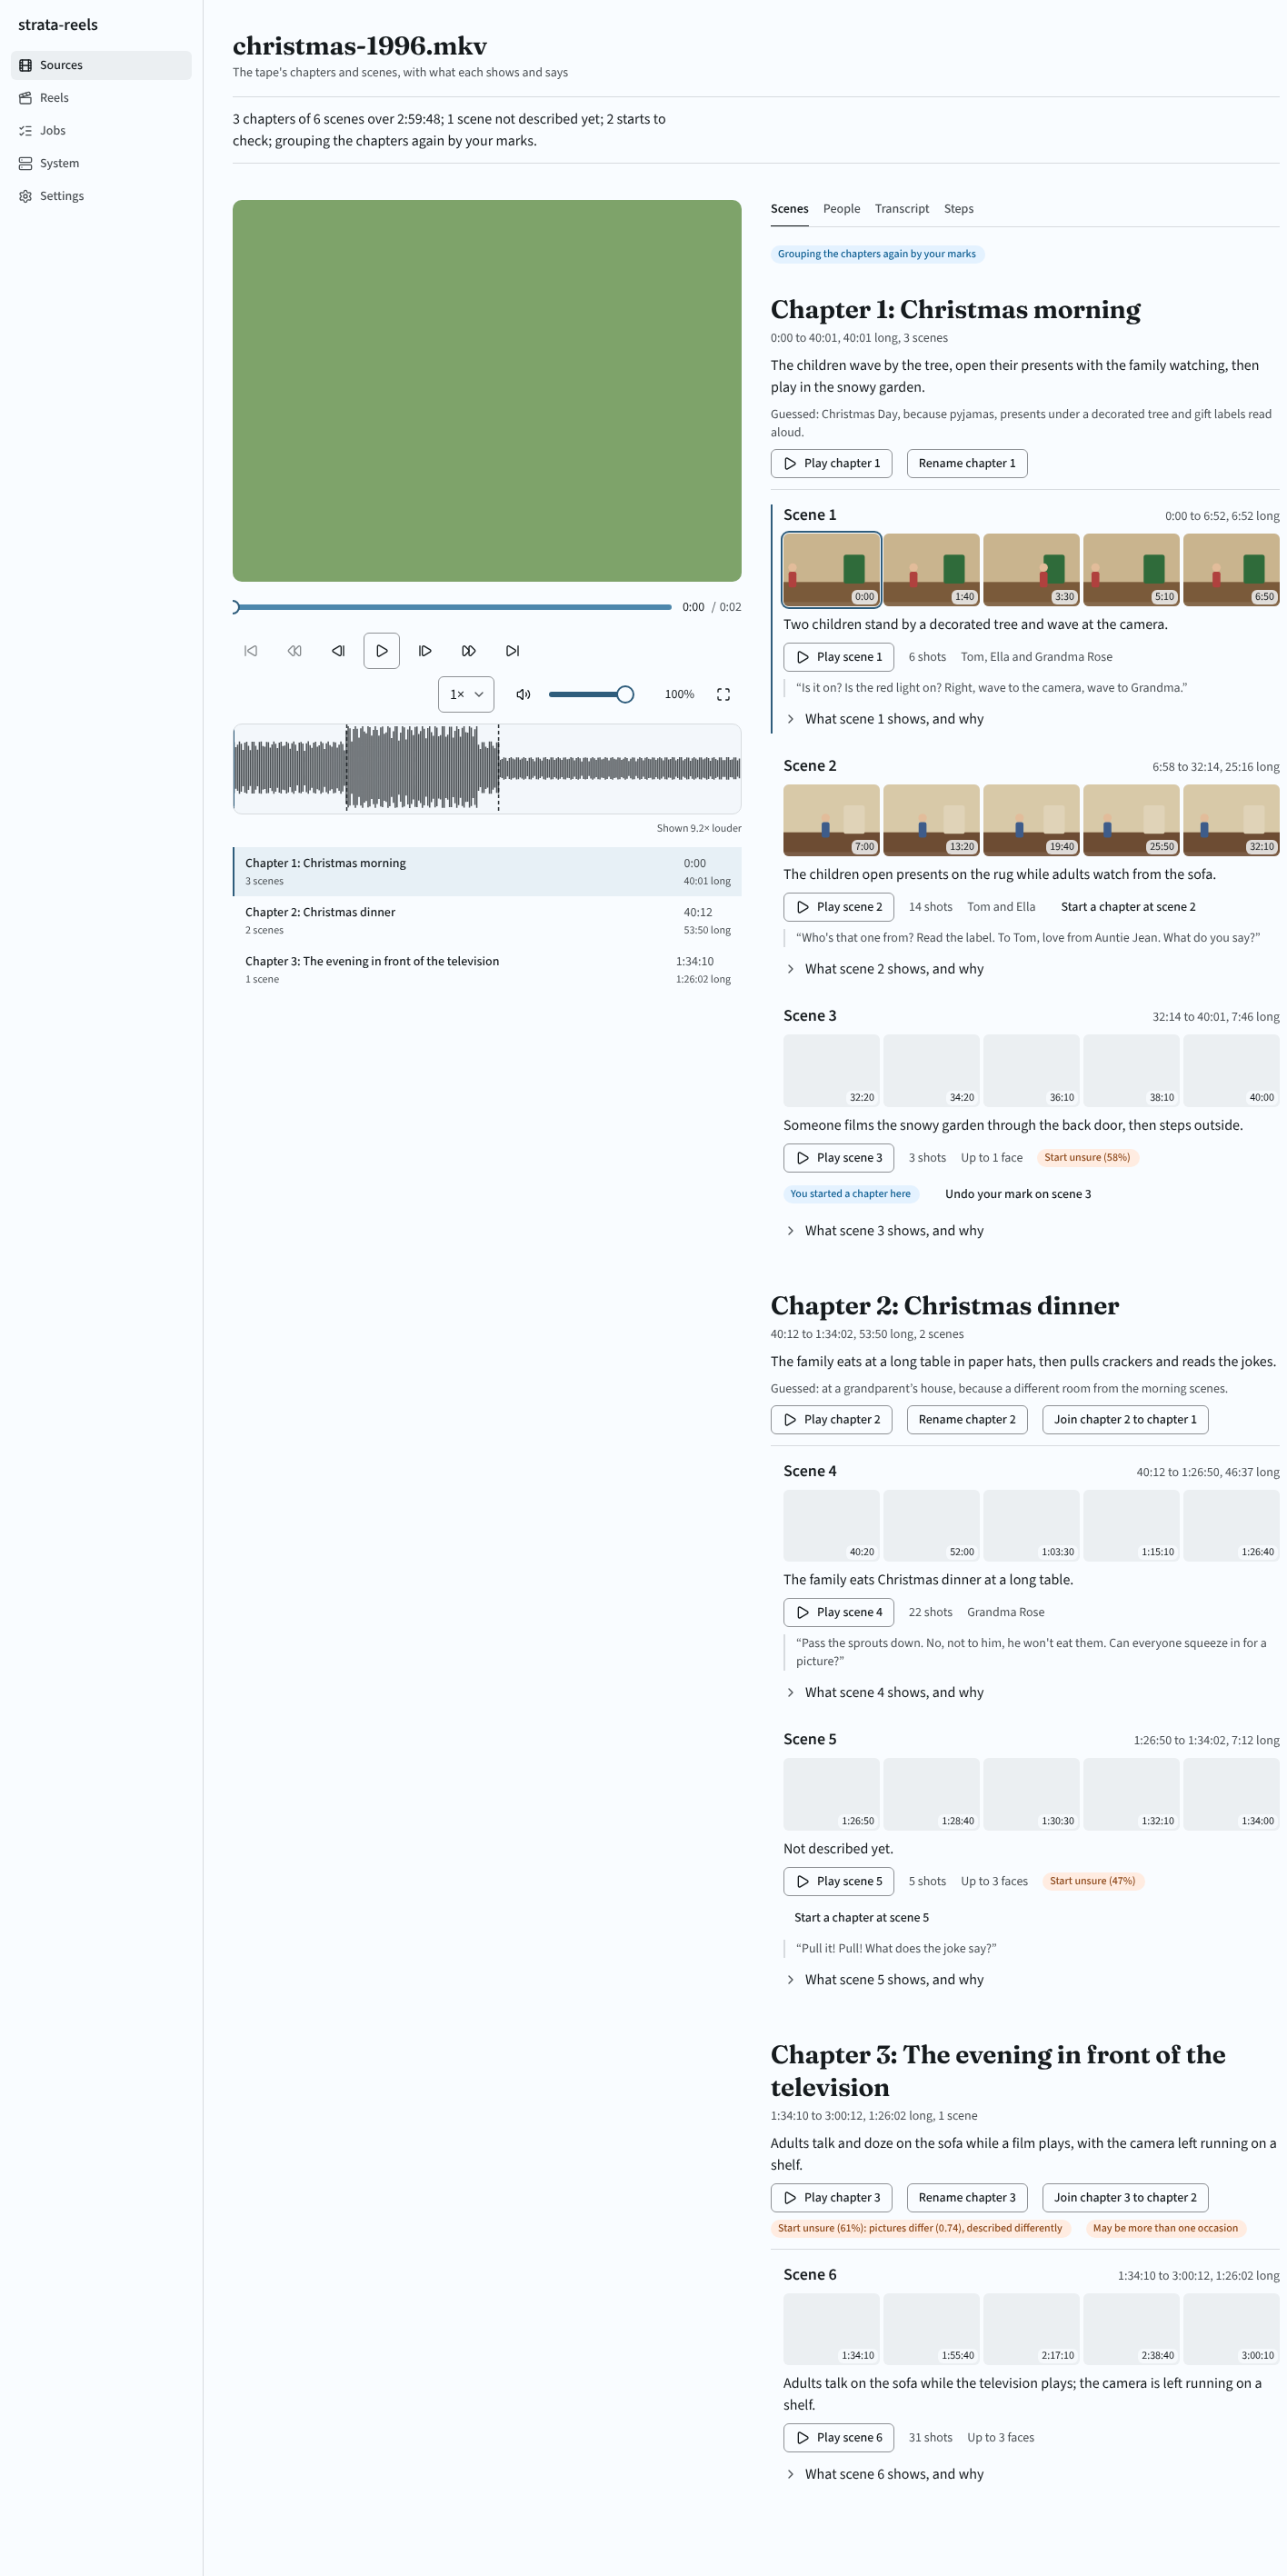 strata-reels
Sources
Reels
Jobs
System
Settings
christmas-1996.mkv
The tape's chapters and scenes, with what each shows and says
3 chapters of 6 scenes over 2:59:48; 1 scene not described yet; 2 starts to
check; grouping the chapters again by your marks.
0:00 / 0:02
1×
100%
Shown 9.2× louder
Chapter 1: Christmas morning 0:00
3 scenes 40:01 long
Chapter 2: Christmas dinner 40:12
2 scenes 53:50 long
Chapter 3: The evening in front of the television 1:34:10
1 scene 1:26:02 long
Scenes People Transcript Steps
Grouping the chapters again by your marks
Chapter 1: Christmas morning
0:00 to 40:01, 40:01 long, 3 scenes
The children wave by the tree, open their presents with the family watching, then
play in the snowy garden.
Guessed: Christmas Day, because pyjamas, presents under a decorated tree and gift labels read
aloud.
Play chapter 1 Rename chapter 1
Scene 1 0:00 to 6:52, 6:52 long
0:00 1:40 3:30 5:10 6:50
Two children stand by a decorated tree and wave at the camera.
Play scene 1 6 shots Tom, Ella and Grandma Rose
“Is it on? Is the red light on? Right, wave to the camera, wave to Grandma.”
What scene 1 shows, and why
Scene 2 6:58 to 32:14, 25:16 long
7:00 13:20 19:40 25:50 32:10
The children open presents on the rug while adults watch from the sofa.
Play scene 2 14 shots Tom and Ella Start a chapter at scene 2
“Who's that one from? Read the label. To Tom, love from Auntie Jean. What do you say?”
What scene 2 shows, and why
Scene 3 32:14 to 40:01, 7:46 long
32:20 34:20 36:10 38:10 40:00
Someone films the snowy garden through the back door, then steps outside.
Play scene 3 3 shots Up to 1 face Start unsure (58%)
You started a chapter here Undo your mark on scene 3
What scene 3 shows, and why
Chapter 2: Christmas dinner
40:12 to 1:34:02, 53:50 long, 2 scenes
The family eats at a long table in paper hats, then pulls crackers and reads the jokes.
Guessed: at a grandparent’s house, because a different room from the morning scenes.
Play chapter 2 Rename chapter 2 Join chapter 2 to chapter 1
Scene 4 40:12 to 1:26:50, 46:37 long
40:20 52:00 1:03:30 1:15:10 1:26:40
The family eats Christmas dinner at a long table.
Play scene 4 22 shots Grandma Rose
“Pass the sprouts down. No, not to him, he won't eat them. Can everyone squeeze in for a
picture?”
What scene 4 shows, and why
Scene 5 1:26:50 to 1:34:02, 7:12 long
1:26:50 1:28:40 1:30:30 1:32:10 1:34:00
Not described yet.
Play scene 5 5 shots Up to 3 faces Start unsure (47%)
Start a chapter at scene 5
“Pull it! Pull! What does the joke say?”
What scene 5 shows, and why
Chapter 3: The evening in front of the
television
1:34:10 to 3:00:12, 1:26:02 long, 1 scene
Adults talk and doze on the sofa while a film plays, with the camera left running on a
shelf.
Play chapter 3 Rename chapter 3 Join chapter 3 to chapter 2
Start unsure (61%): pictures differ (0.74), described differently May be more than one occasion
Scene 6 1:34:10 to 3:00:12, 1:26:02 long
1:34:10 1:55:40 2:17:10 2:38:40 3:00:10
Adults talk on the sofa while the television plays; the camera is left running on a
shelf.
Play scene 6 31 shots Up to 3 faces
What scene 6 shows, and why